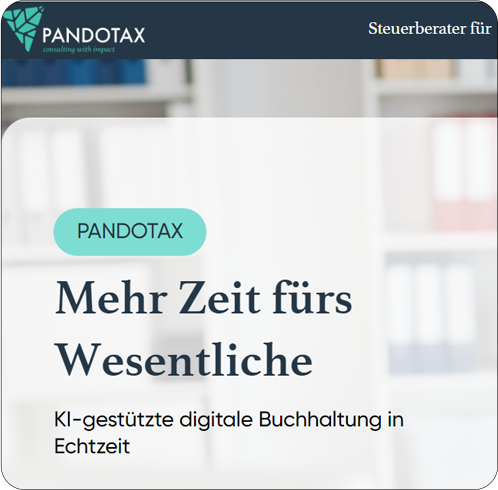 PANDOTAX
consulting with impact
Steuerberater für
PANDOTAX
Mehr Zeit fürs
Wesentliche
KI-gestützte digitale Buchhaltung in
Echtzeit